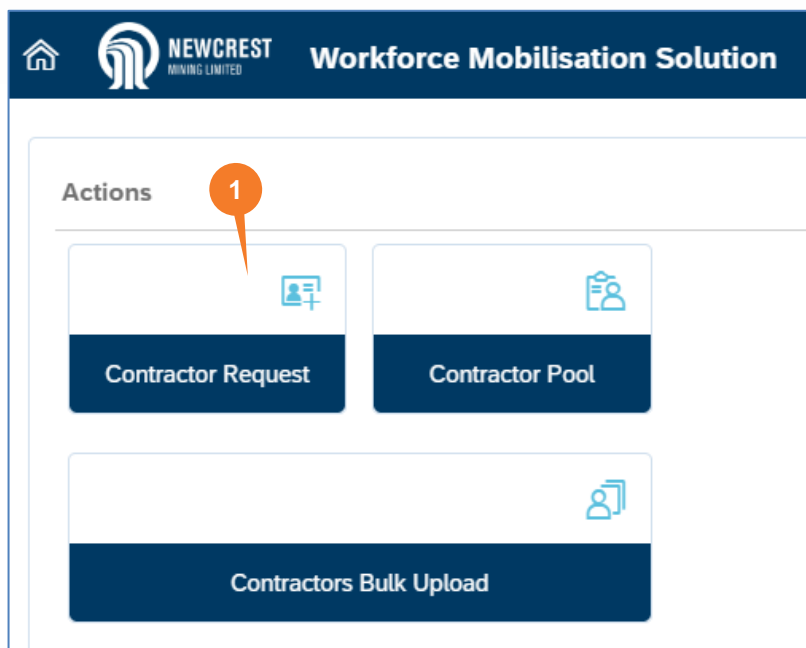 NEWCREST
MINING LIMITED
Workforce Mobilisation Solution
Actions
1
Contractor Request
Contractor Pool
Contractors Bulk Upload